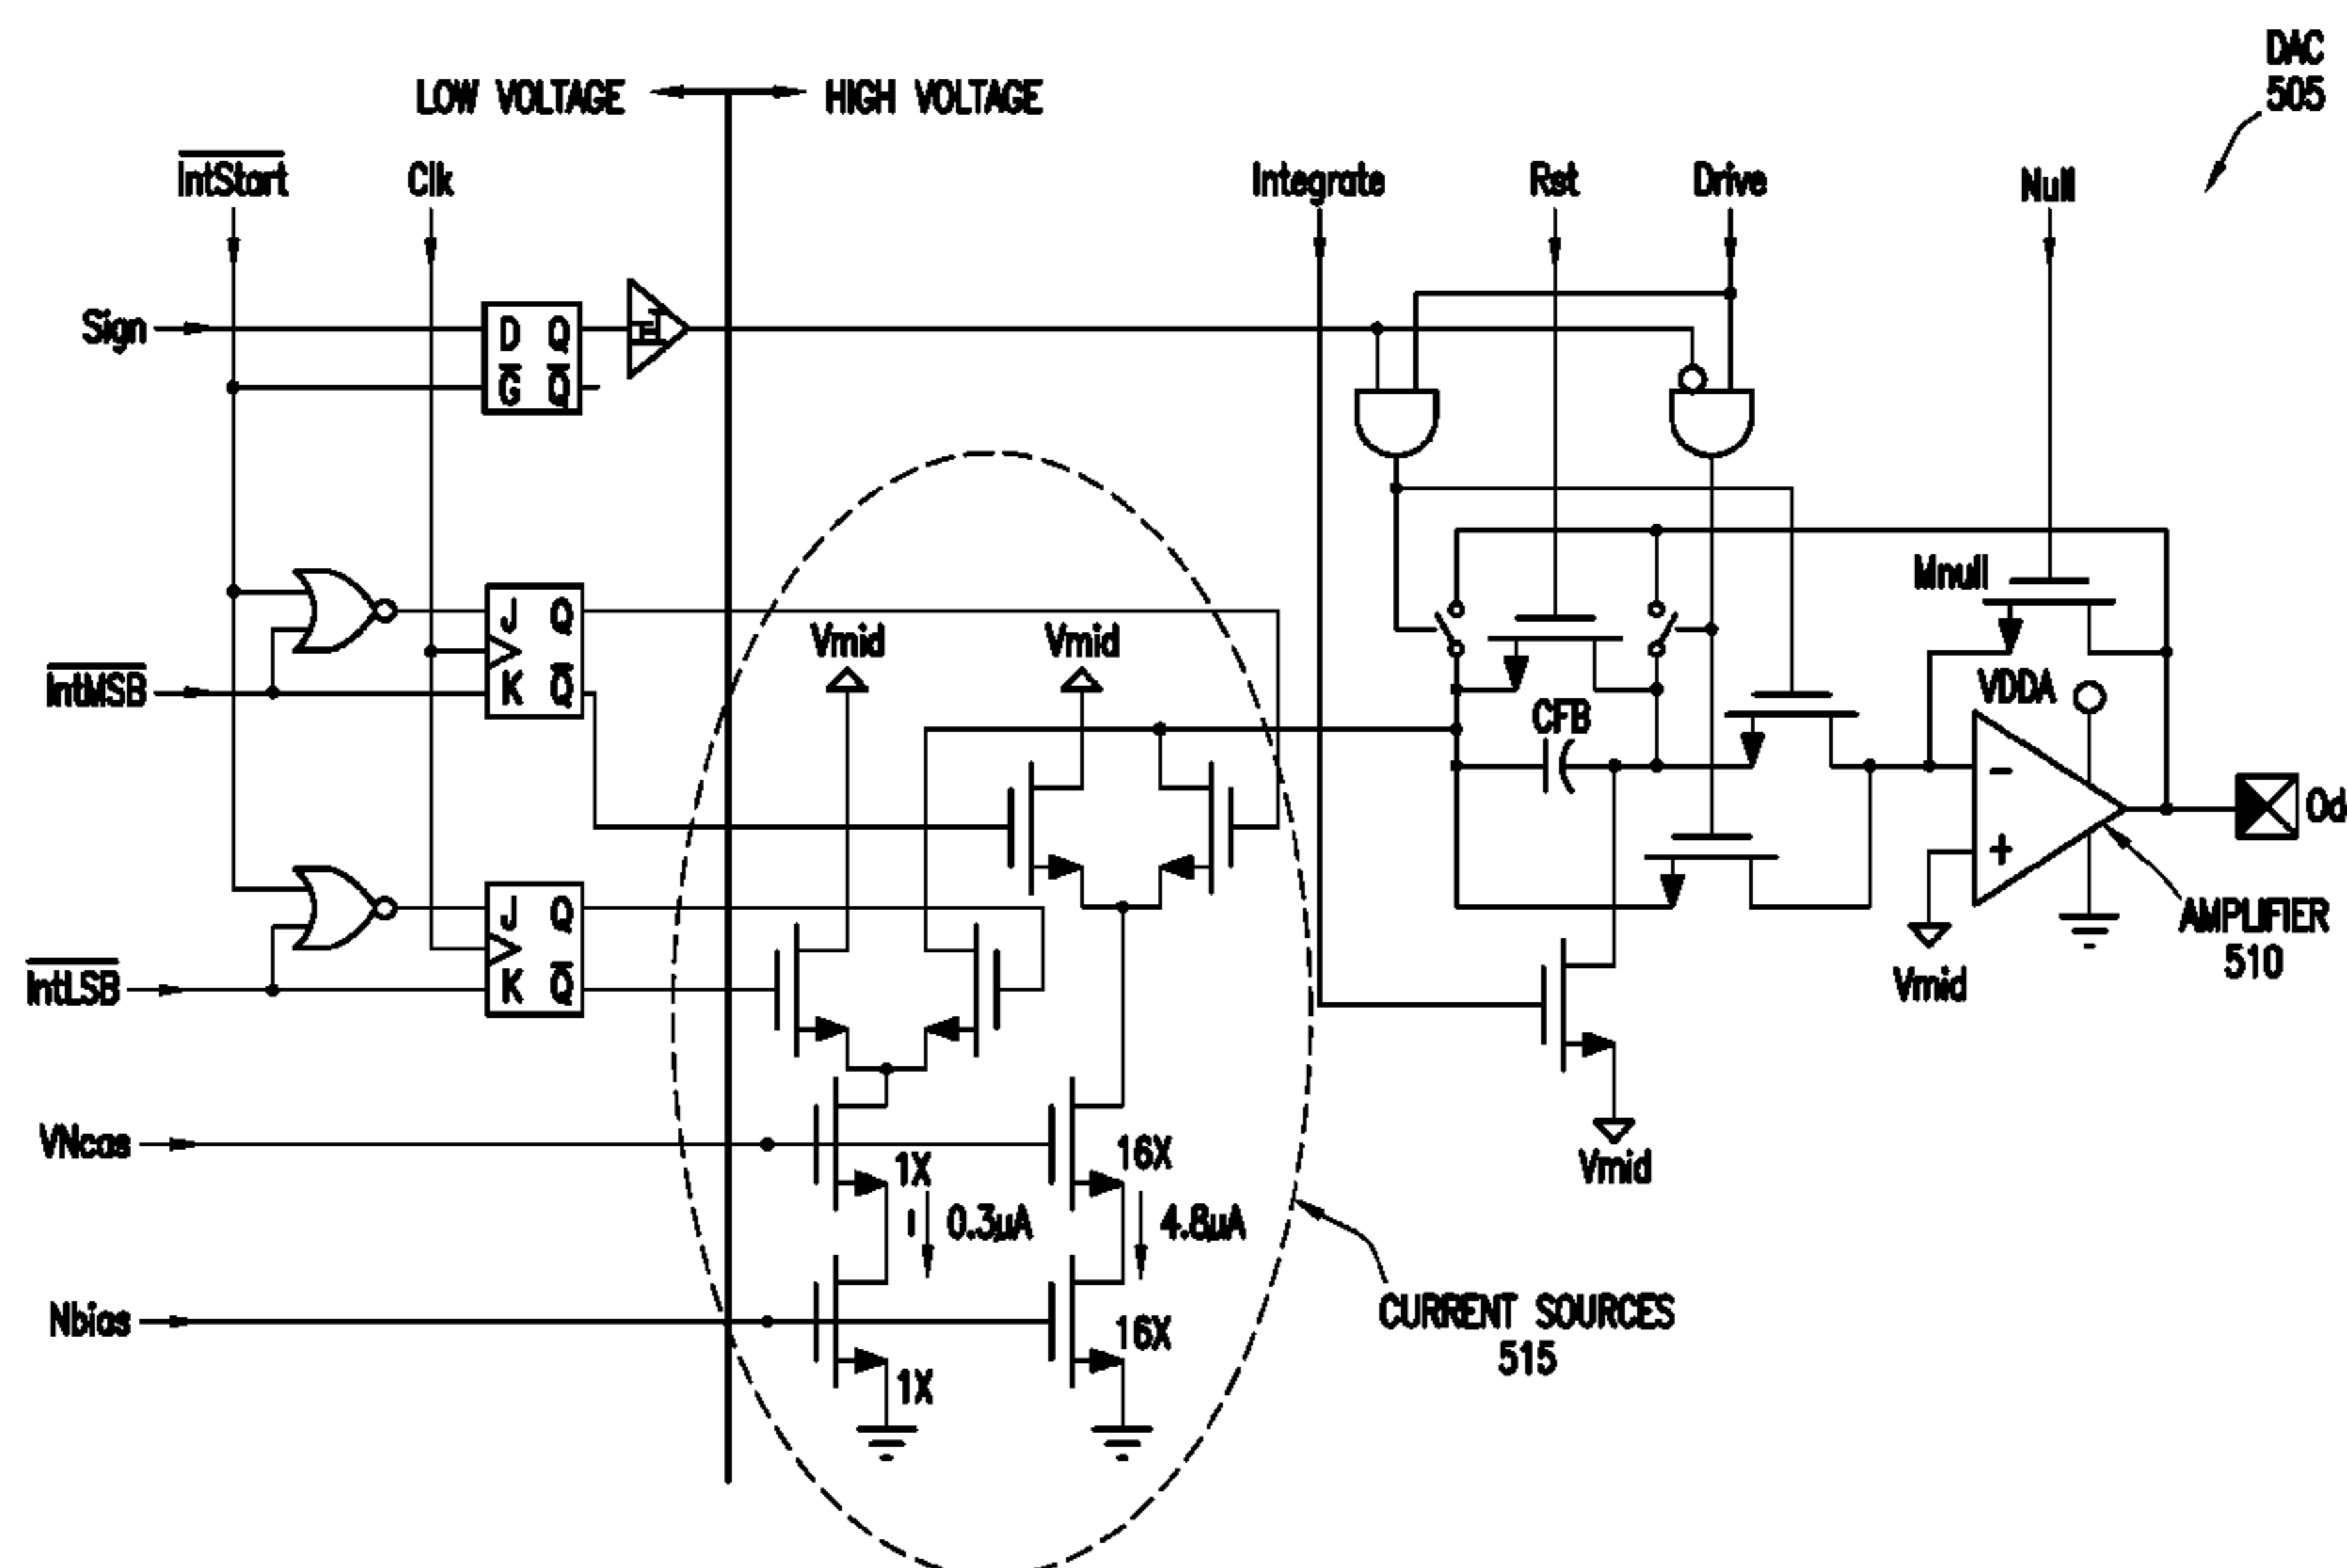 DAC
505
LOW VOLTAGE
HIGH VOLTAGE
IntStart
Clk
Integrate
Rst
Drive
Null
Sign
D Q
G Q
J Q
K Q
IntMSB
Vmid
Vmid
Mnull
VDDA
CFB
-
+
Od
AMPLIFIER
510
Vmid
J Q
K Q
IntLSB
VNcas
1X
16X
I
0.3µA
4.8µA
Vmid
Nbias
1X
16X
CURRENT SOURCES
515